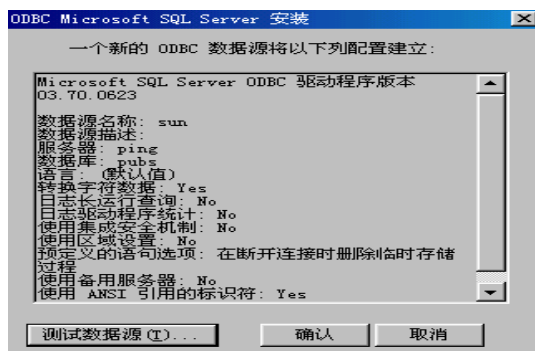 ODBC Microsoft SQL Server 安装
一个新的 ODBC 数据源将以下列配置建立:
Microsoft SQL Server ODBC 驱动程序版本
03.70.0623
数据源名称: sun
数据源描述:
服务器: ping
数据库: pubs
语言: (默认值)
转换字符数据: Yes
日志长运行查询: No
日志驱动程序统计: No
使用集成安全机制: No
使用区域设置: No
预定义的语句选项: 在断开连接时删除临时存储
过程
使用备用服务器: No
使用 ANSI 引用的标识符: Yes
测试数据源(T)... 确认 取消